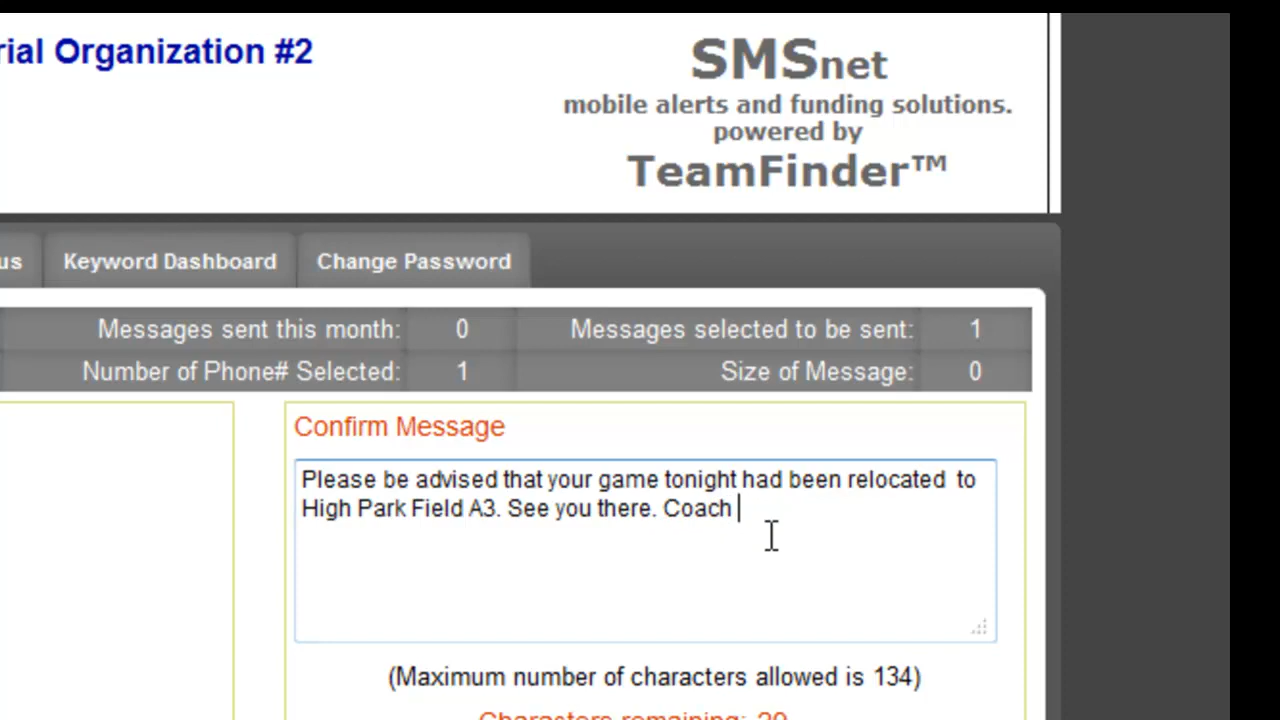 rial Organization #2
SMSnet
mobile alerts and funding solutions.
powered by
TeamFinder™
us Keyword Dashboard Change Password
Messages sent this month: 0 Messages selected to be sent: 1
Number of Phone# Selected: 1 Size of Message: 0
Confirm Message
Please be advised that your game tonight had been relocated  to
High Park Field A3. See you there. Coach
(Maximum number of characters allowed is 134)
Characters remaining: